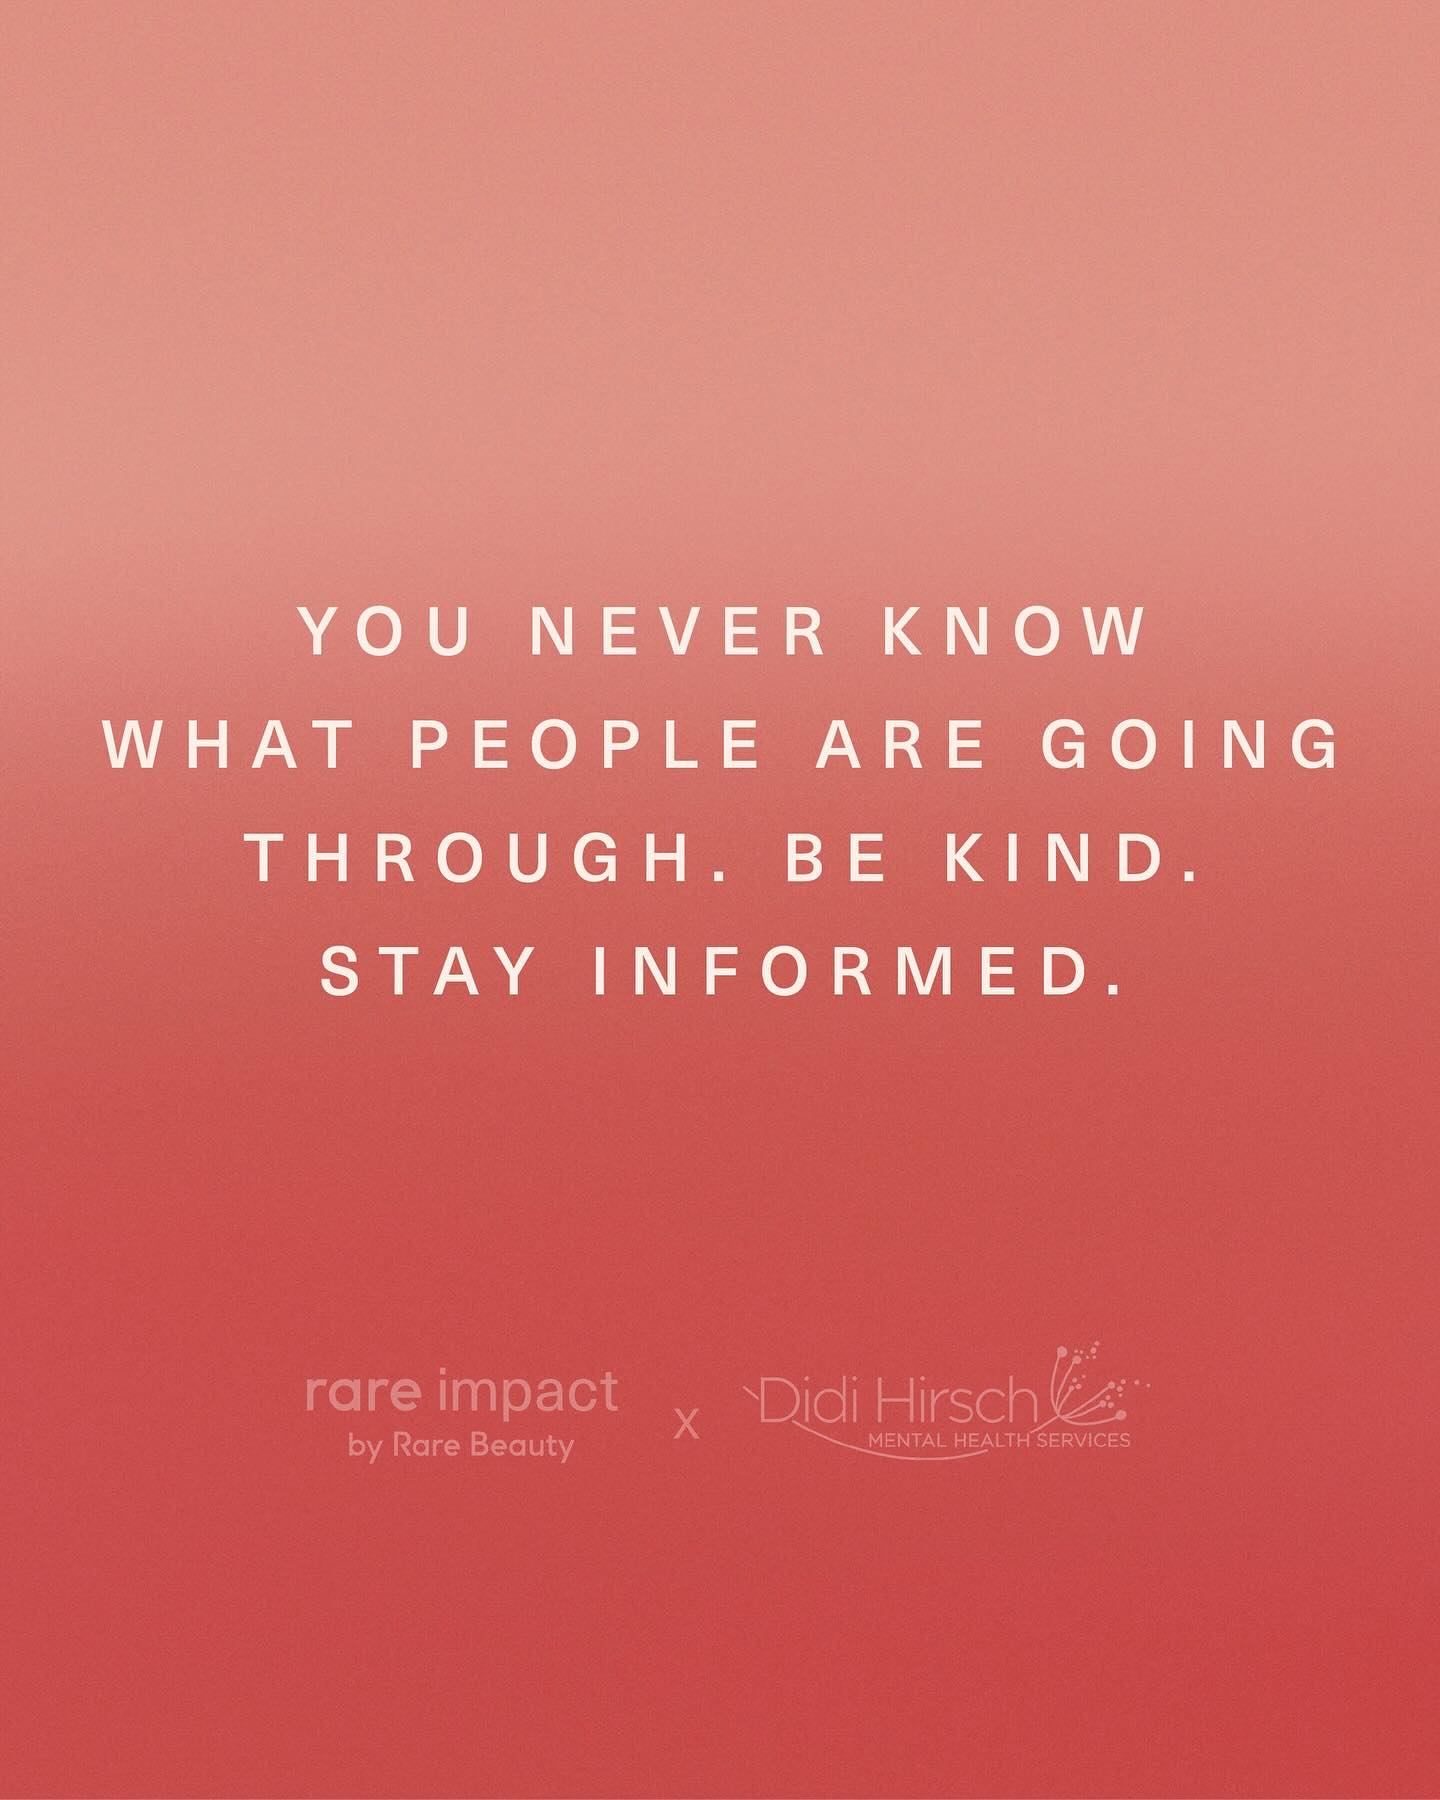 YOU NEVER KNOW
WHAT PEOPLE ARE GOING
THROUGH. BE KIND.
STAY INFORMED.
rare impact
by Rare Beauty
x
Didi Hirsch
MENTAL HEALTH SERVICES